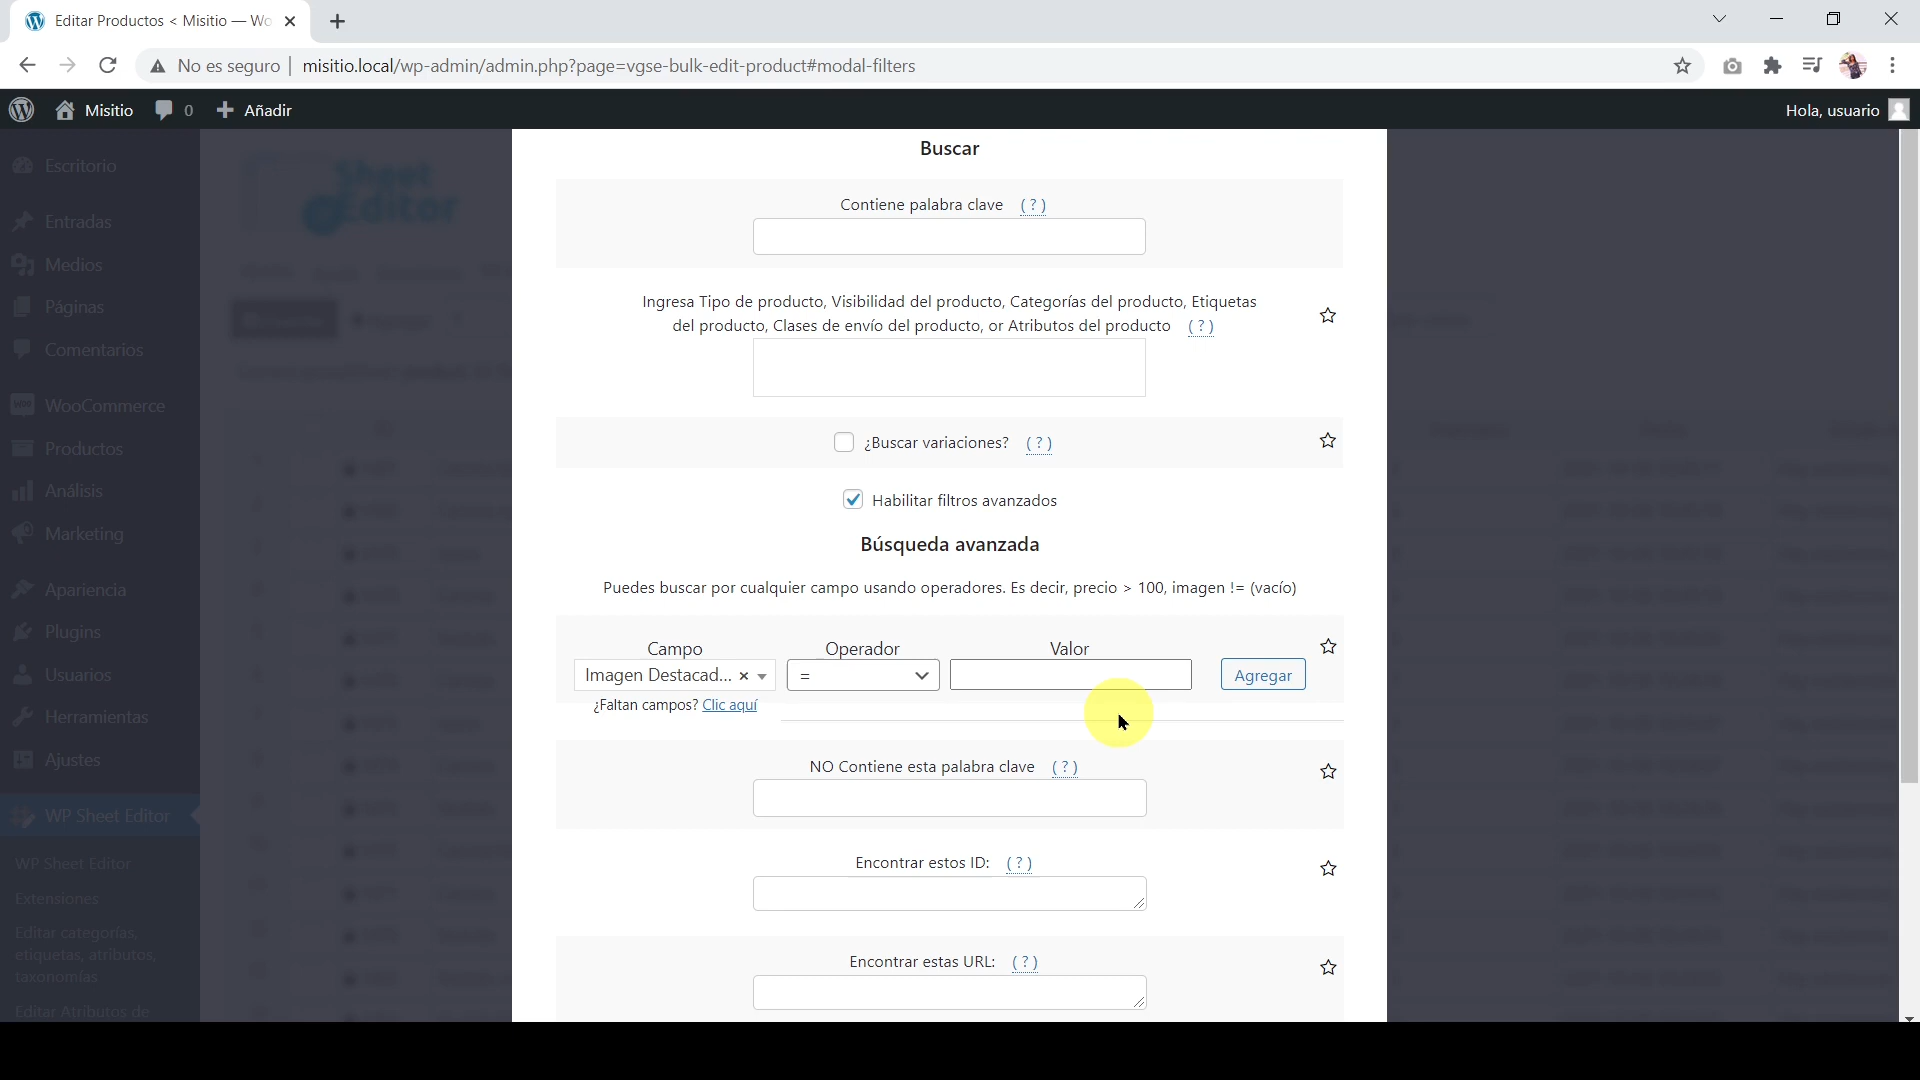 Editar Productos < Misitio — Wo
No es seguro | misitio.local/wp-admin/admin.php?page=vgse-bulk-edit-product#modal-filters
Misitio 0 Añadir Hola, usuario
Escritorio
Entradas
Medios
Páginas
Comentarios
WooCommerce
Productos
Análisis
Marketing
Apariencia
Plugins
Usuarios
Herramientas
Ajustes
WP Sheet Editor
WP Sheet Editor
Extensiones
Editar categorías,
etiquetas, atributos,
taxonomías
Editar Atributos de
Sheet
Editor
Buscar
Contiene palabra clave (?)
Ingresa Tipo de producto, Visibilidad del producto, Categorías del producto, Etiquetas
del producto, Clases de envío del producto, or Atributos del producto (?)
¿Buscar variaciones? (?)
Habilitar filtros avanzados
Búsqueda avanzada
Puedes buscar por cualquier campo usando operadores. Es decir, precio > 100, imagen != (vacío)
Campo Operador Valor
Imagen Destacad... × = Agregar
¿Faltan campos? Clic aquí
NO Contiene esta palabra clave (?)
Encontrar estos ID: (?)
Encontrar estas URL: (?)